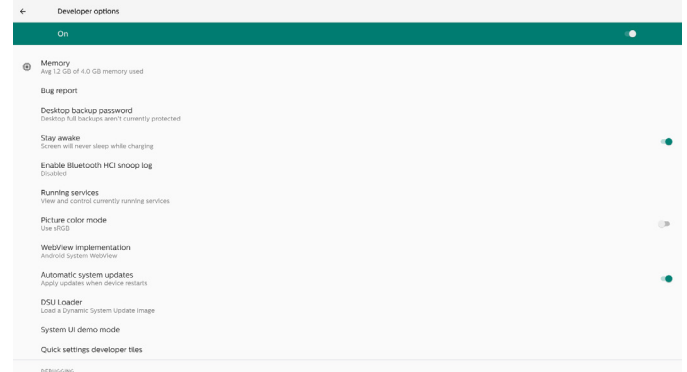 Developer options
On
Memory
Avg 1.2 GB of 4.0 GB memory used
Bug report
Desktop backup password
Desktop full backups aren't currently protected
Stay awake
Screen will never sleep while charging
Enable Bluetooth HCI snoop log
Disabled
Running services
View and control currently running services
Picture color mode
Use sRGB
WebView implementation
Android System WebView
Automatic system updates
Apply updates when device restarts
DSU Loader
Load a Dynamic System Update Image
System UI demo mode
Quick settings developer tiles